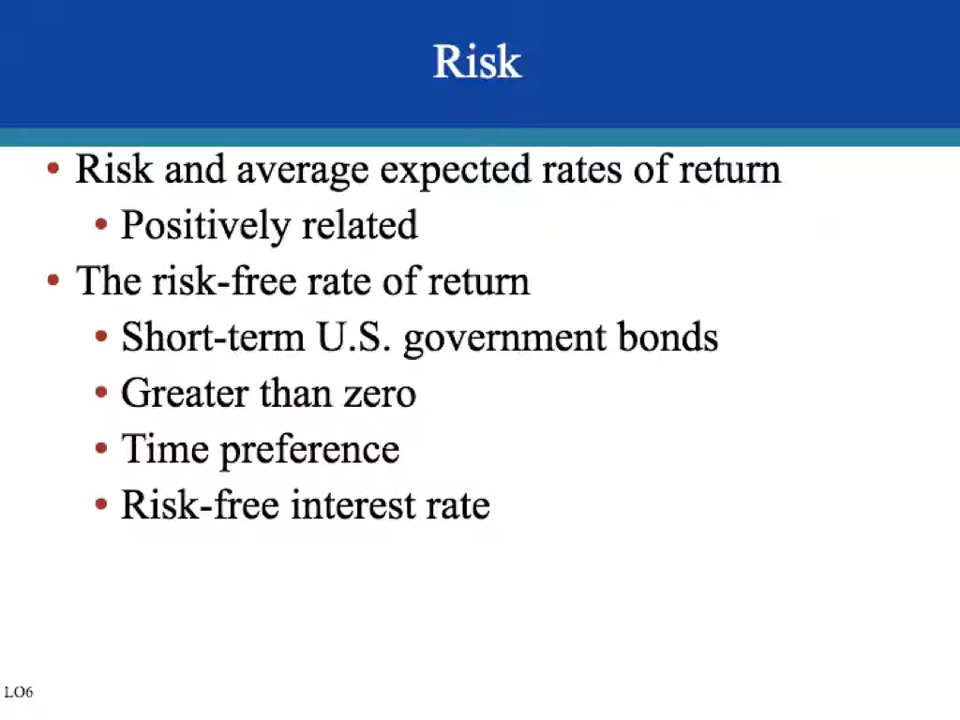 Risk
• Risk and average expected rates of return
• Positively related
• The risk-free rate of return
• Short-term U.S. government bonds
• Greater than zero
• Time preference
• Risk-free interest rate
LO6